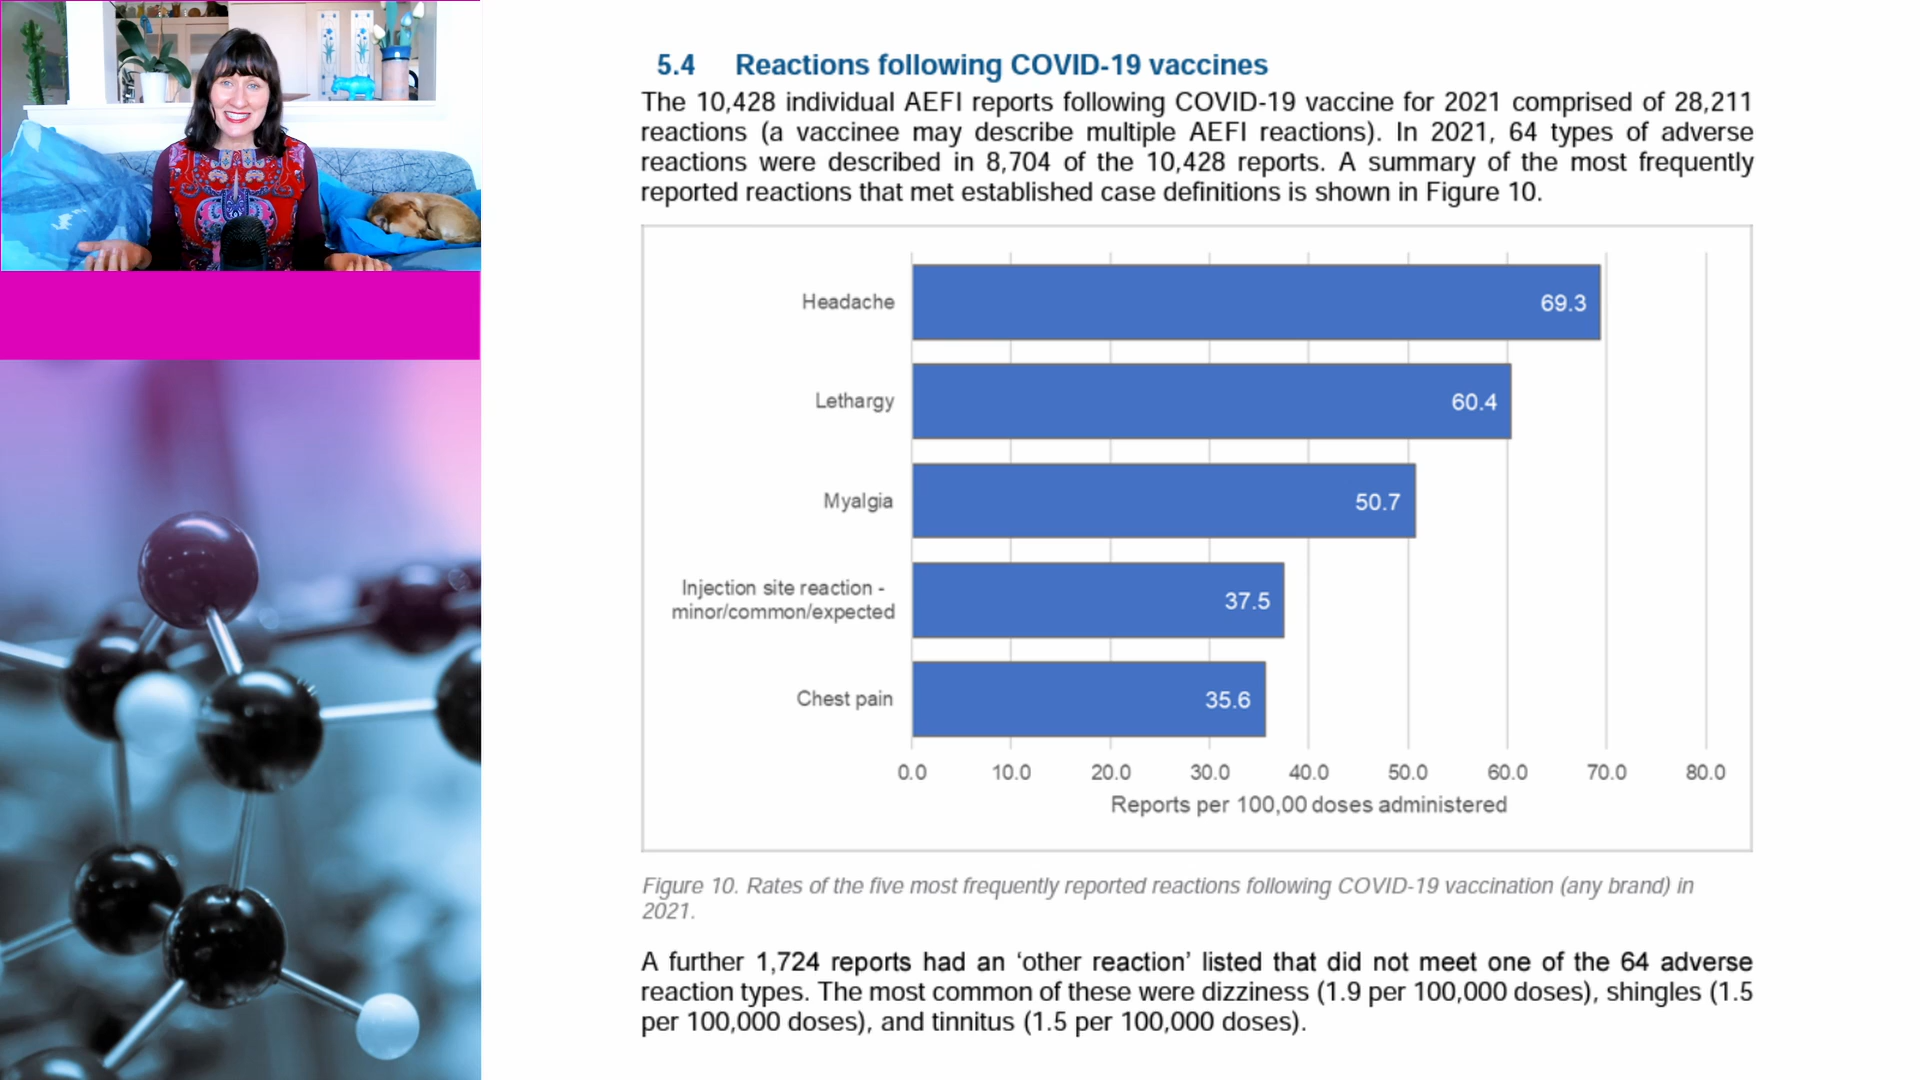 5.4 Reactions following COVID-19 vaccines
The 10,428 individual AEFI reports following COVID-19 vaccine for 2021 comprised of 28,211
reactions (a vaccinee may describe multiple AEFI reactions). In 2021, 64 types of adverse
reactions were described in 8,704 of the 10,428 reports. A summary of the most frequently
reported reactions that met established case definitions is shown in Figure 10.
Headache
69.3
Lethargy
60.4
Myalgia
50.7
Injection site reaction -
minor/common/expected
37.5
Chest pain
35.6
0.0 10.0 20.0 30.0 40.0 50.0 60.0 70.0 80.0
Reports per 100,00 doses administered
Figure 10. Rates of the five most frequently reported reactions following COVID-19 vaccination (any brand) in
2021.
A further 1,724 reports had an ‘other reaction’ listed that did not meet one of the 64 adverse
reaction types. The most common of these were dizziness (1.9 per 100,000 doses), shingles (1.5
per 100,000 doses), and tinnitus (1.5 per 100,000 doses).